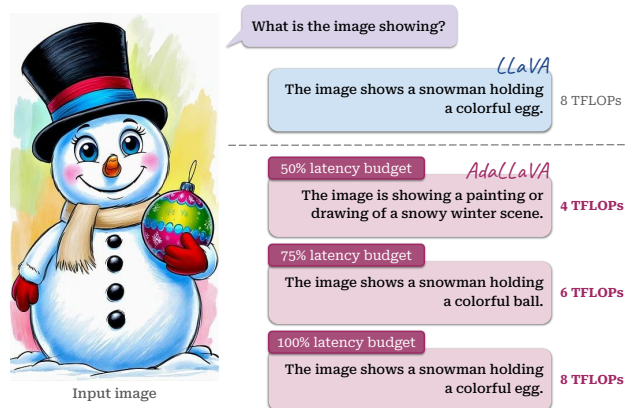 What is the image showing?
LLaVA
The image shows a snowman holding
a colorful egg.
8 TFLOPs
50% latency budget
AdaLLaVA
The image is showing a painting or
drawing of a snowy winter scene.
4 TFLOPs
75% latency budget
The image shows a snowman holding
a colorful ball.
6 TFLOPs
100% latency budget
The image shows a snowman holding
a colorful egg.
8 TFLOPs
Input image